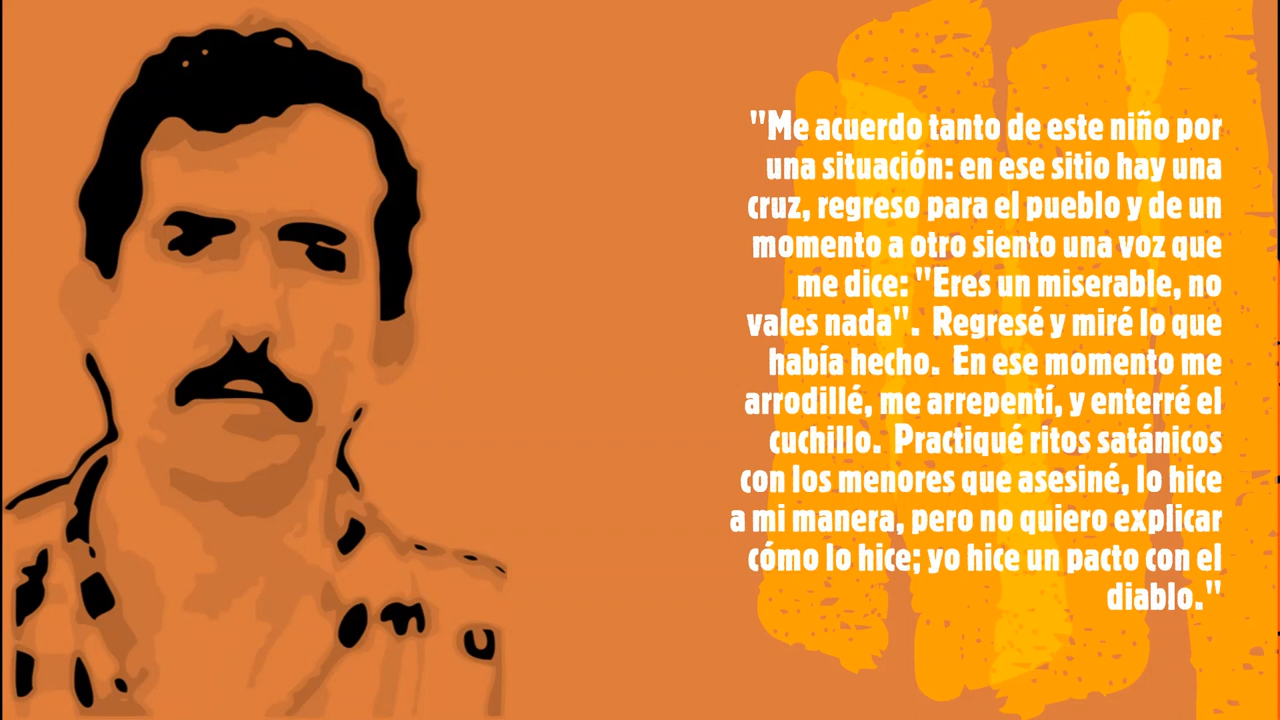 "Me acuerdo tanto de este niño por
una situación: en ese sitio hay una
cruz, regreso para el pueblo y de un
momento a otro siento una voz que
me dice: "Eres un miserable, no
vales nada".  Regresé y miré lo que
había hecho.  En ese momento me
arrodillé, me arrepentí, y enterré el
cuchillo.  Practiqué ritos satánicos
con los menores que asesiné, lo hice
a mi manera, pero no quiero explicar
cómo lo hice; yo hice un pacto con el
diablo."